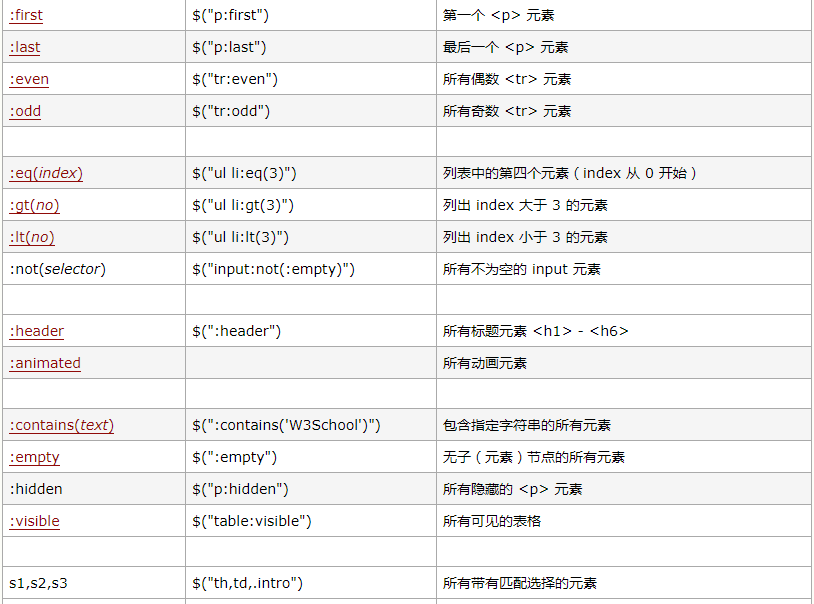 :first $("p:first") 第一个 <p> 元素
:last $("p:last") 最后一个 <p> 元素
:even $("tr:even") 所有偶数 <tr> 元素
:odd $("tr:odd") 所有奇数 <tr> 元素
:eq(index) $("ul li:eq(3)") 列表中的第四个元素（index 从 0 开始）
:gt(no) $("ul li:gt(3)") 列出 index 大于 3 的元素
:lt(no) $("ul li:lt(3)") 列出 index 小于 3 的元素
:not(selector) $("input:not(:empty)") 所有不为空的 input 元素
:header $(":header") 所有标题元素 <h1> - <h6>
:animated 所有动画元素
:contains(text) $(":contains('W3School')") 包含指定字符串的所有元素
:empty $(":empty") 无子（元素）节点的所有元素
:hidden $("p:hidden") 所有隐藏的 <p> 元素
:visible $("table:visible") 所有可见的表格
s1,s2,s3 $("th,td,.intro") 所有带有匹配选择的元素